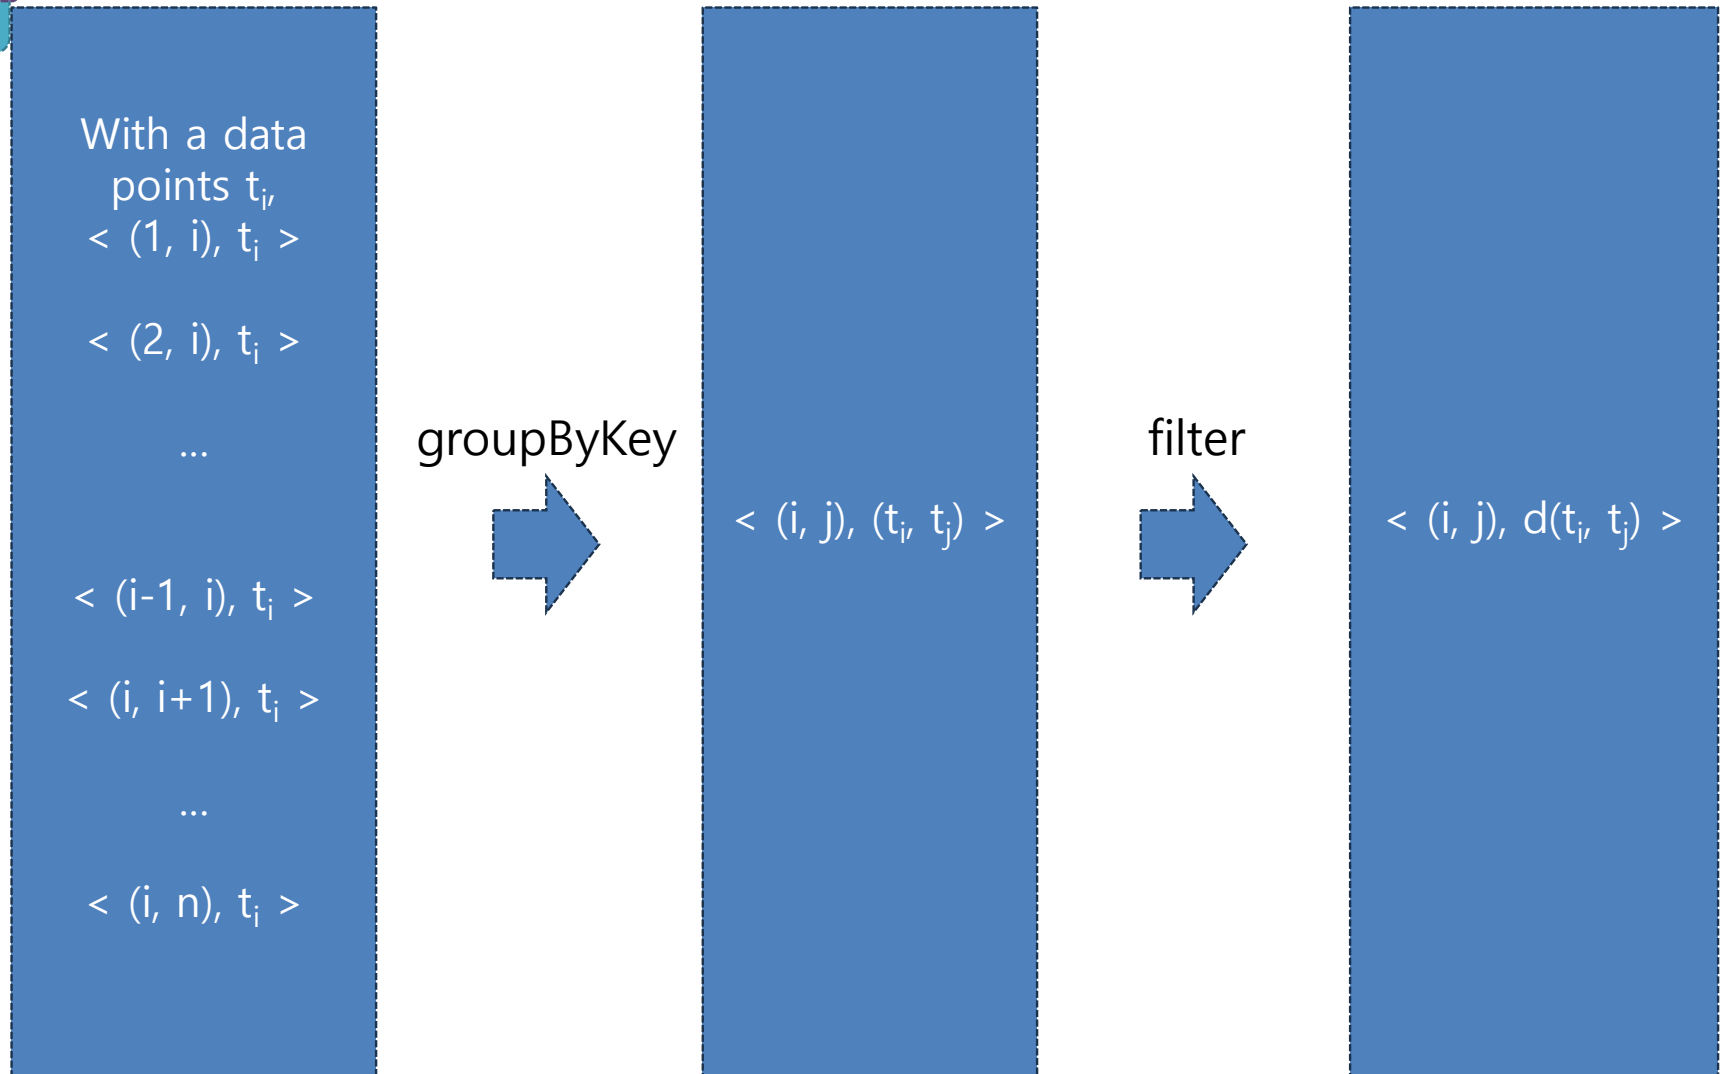 With a data
points tᵢ,
< (1, i), tᵢ >
< (2, i), tᵢ >
...
< (i-1, i), tᵢ >
< (i, i+1), tᵢ >
...
< (i, n), tᵢ >
groupByKey
< (i, j), (tᵢ, tⱼ) >
filter
< (i, j), d(tᵢ, tⱼ) >